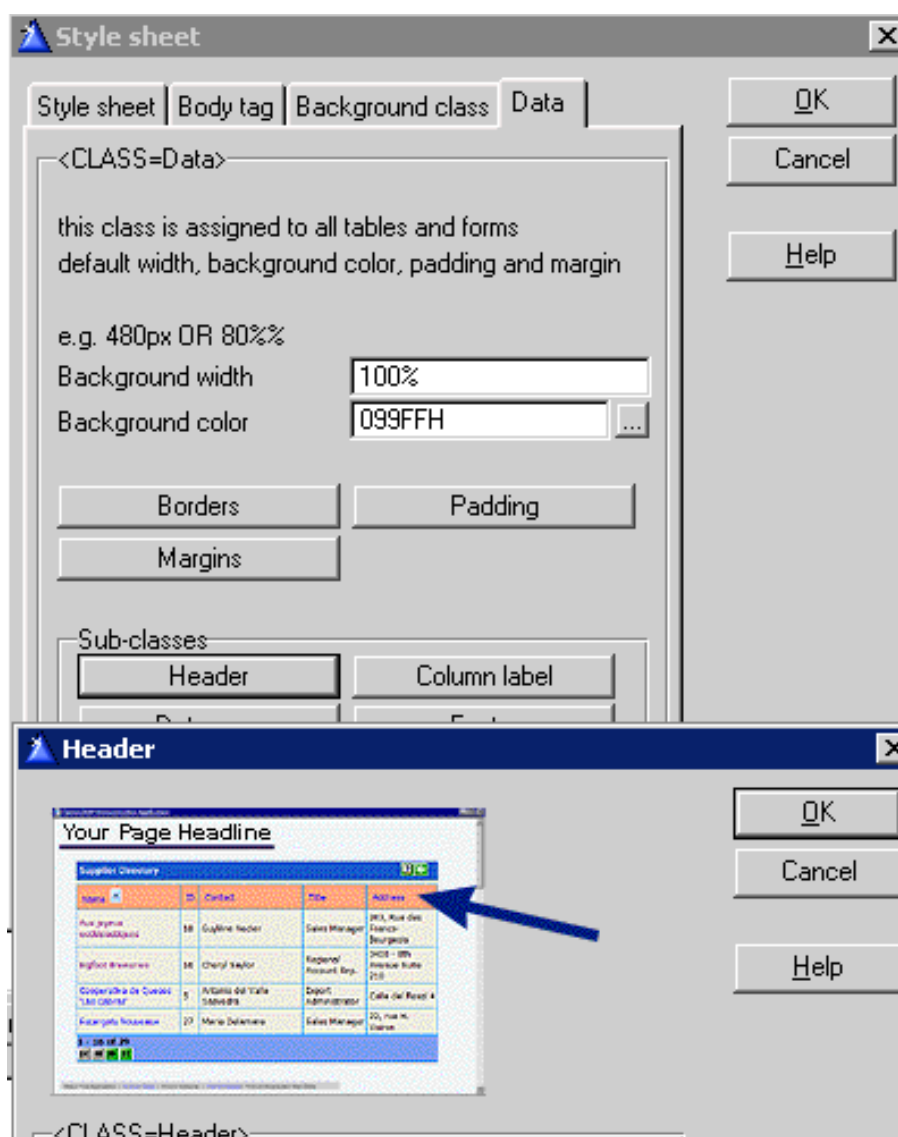 Style sheet
Style sheet Body tag Background class Data
OK
<CLASS=Data>
Cancel
this class is assigned to all tables and forms
default width, background color, padding and margin
Help
e.g. 480px OR 80%%
Background width 100%
Background color 099FFH ...
Borders Padding
Margins
Sub-classes
Header Column label
Header
OK
Your Page Headline
Cancel
Supplier Directory
Name ID Contact Title Address
Sales Manager
Cheryl Saylor
Sales Manager
Help
<CLASS=Header>